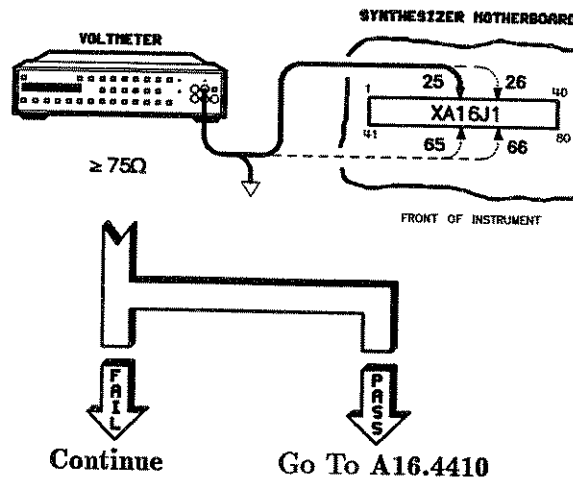 SYNTHESIZER MOTHERBOARD
VOLTMETER
25 26
1 40
XA16J1
41 80
65 66
≥ 75Ω
FRONT OF INSTRUMENT
FAIL
PASS
Continue
Go To A16.4410